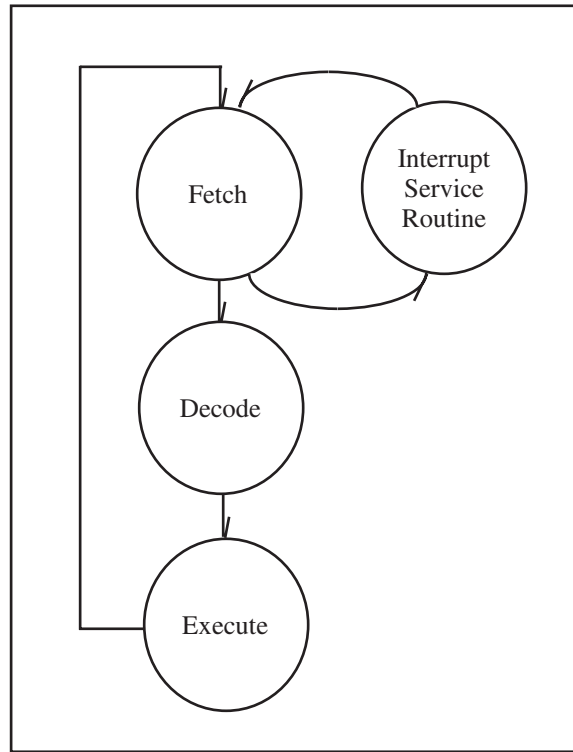 Fetch
Interrupt
Service
Routine
Decode
Execute